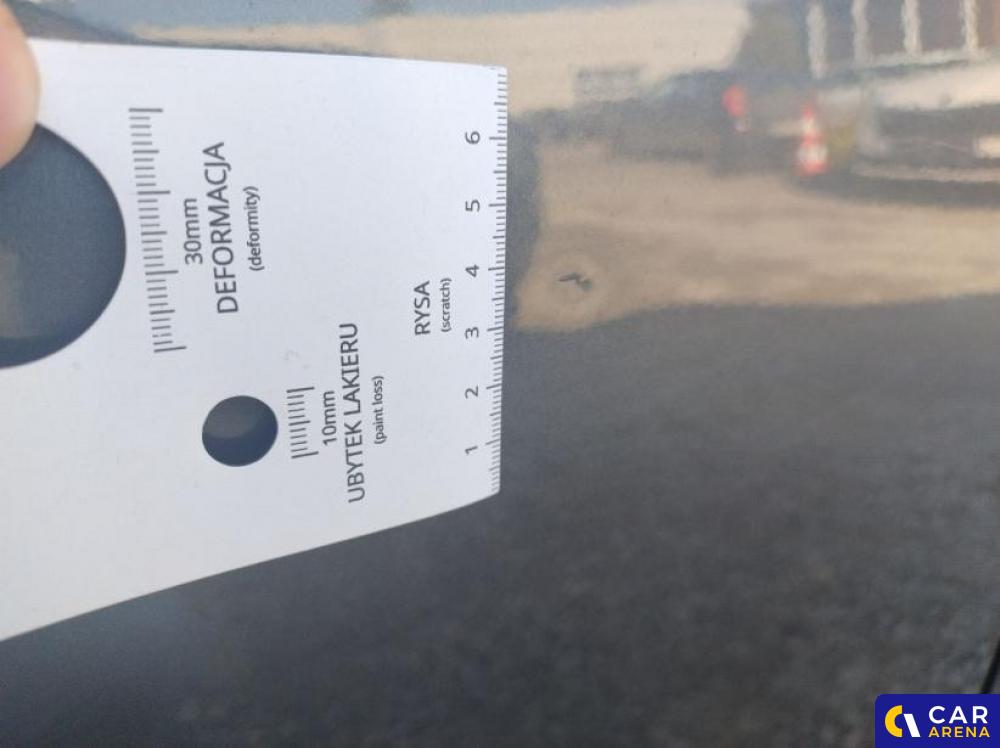 30mm
DEFORMACJA
(deformity)
10mm
UBYTEK LAKIERU
(paint loss)
RYSA
(scratch)
1 2 3 4 5 6
CAR
ARENA